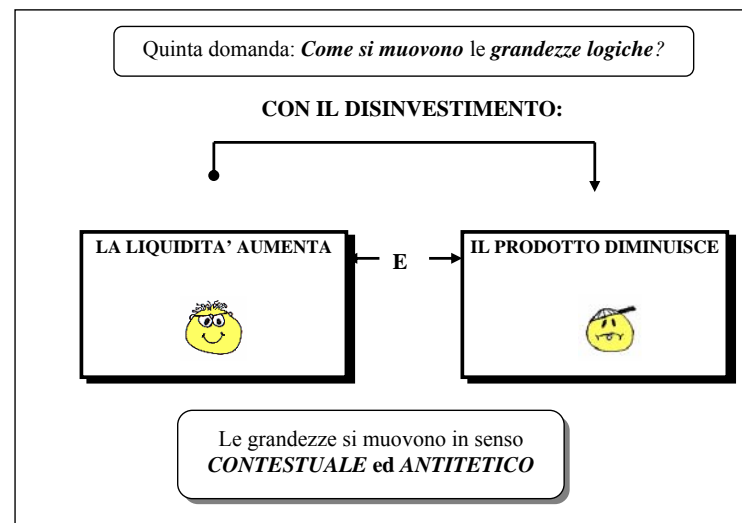 Quinta domanda: Come si muovono le grandezze logiche?
CON IL DISINVESTIMENTO:
LA LIQUIDITA’ AUMENTA
E
IL PRODOTTO DIMINUISCE
Le grandezze si muovono in senso
CONTESTUALE ed ANTITETICO